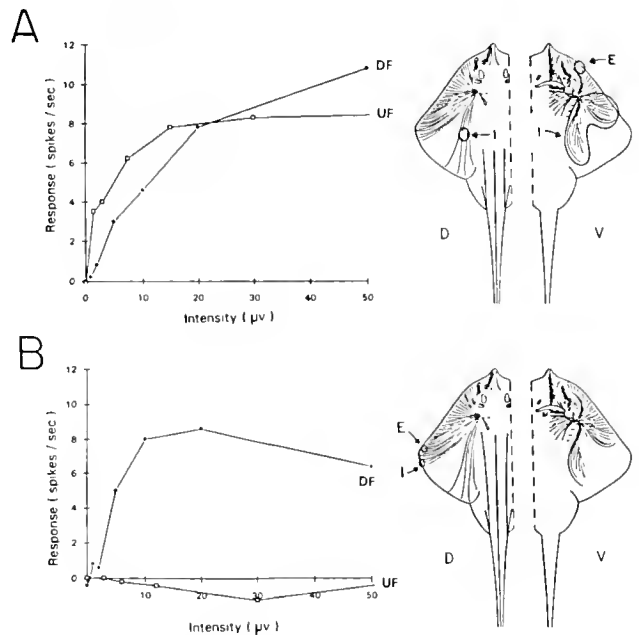 A
12
10
8
6
4
2
0
Response ( spikes / sec )
0 10 20 30 40 50
Intensity ( μv )
DF
UF
E
I
I
D
V
B
12
10
8
6
4
2
0
Response ( spikes / sec )
10 20 30 40 50
Intensity ( μv )
DF
UF
E
I
D
V